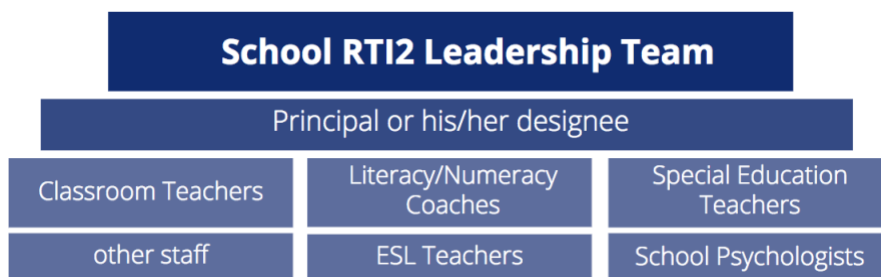 School RTI2 Leadership Team
Principal or his/her designee
Classroom Teachers
Literacy/Numeracy
Coaches
Special Education
Teachers
other staff
ESL Teachers
School Psychologists